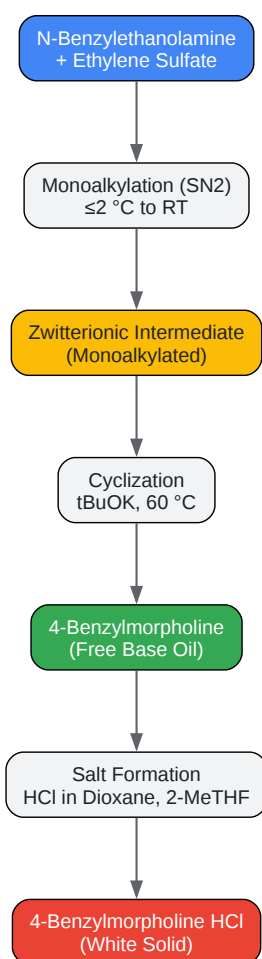 N-Benzylethanolamine
+ Ethylene Sulfate
Monoalkylation (SN2)
≤2 °C to RT
Zwitterionic Intermediate
(Monoalkylated)
Cyclization
tBuOK, 60 °C
4-Benzylmorpholine
(Free Base Oil)
Salt Formation
HCl in Dioxane, 2-MeTHF
4-Benzylmorpholine HCl
(White Solid)